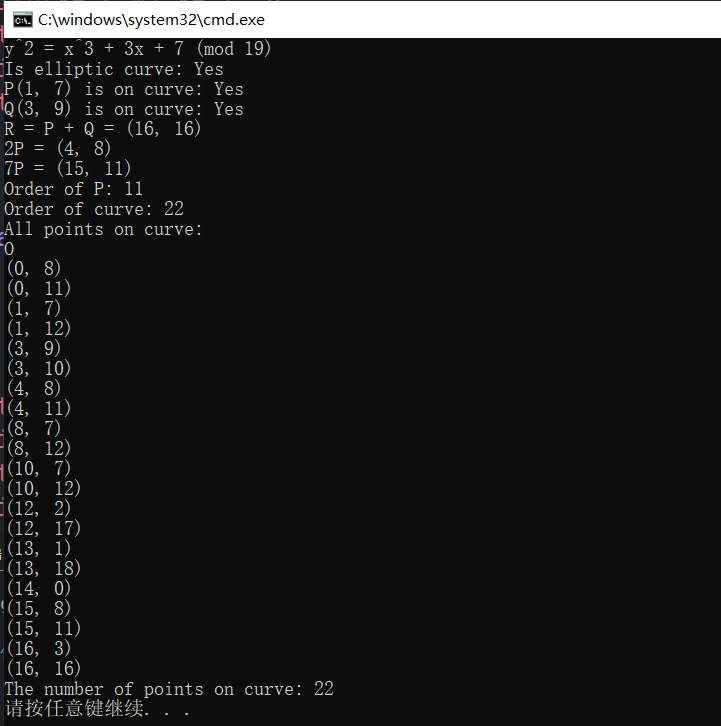 C:\windows\system32\cmd.exe
y^2 = x^3 + 3x + 7 (mod 19)
Is elliptic curve: Yes
P(1, 7) is on curve: Yes
Q(3, 9) is on curve: Yes
R = P + Q = (16, 16)
2P = (4, 8)
7P = (15, 11)
Order of P: 11
Order of curve: 22
All points on curve:
O
(0, 8)
(0, 11)
(1, 7)
(1, 12)
(3, 9)
(3, 10)
(4, 8)
(4, 11)
(8, 7)
(8, 12)
(10, 7)
(10, 12)
(12, 2)
(12, 17)
(13, 1)
(13, 18)
(14, 0)
(15, 8)
(15, 11)
(16, 3)
(16, 16)
The number of points on curve: 22
请按任意键继续. . .